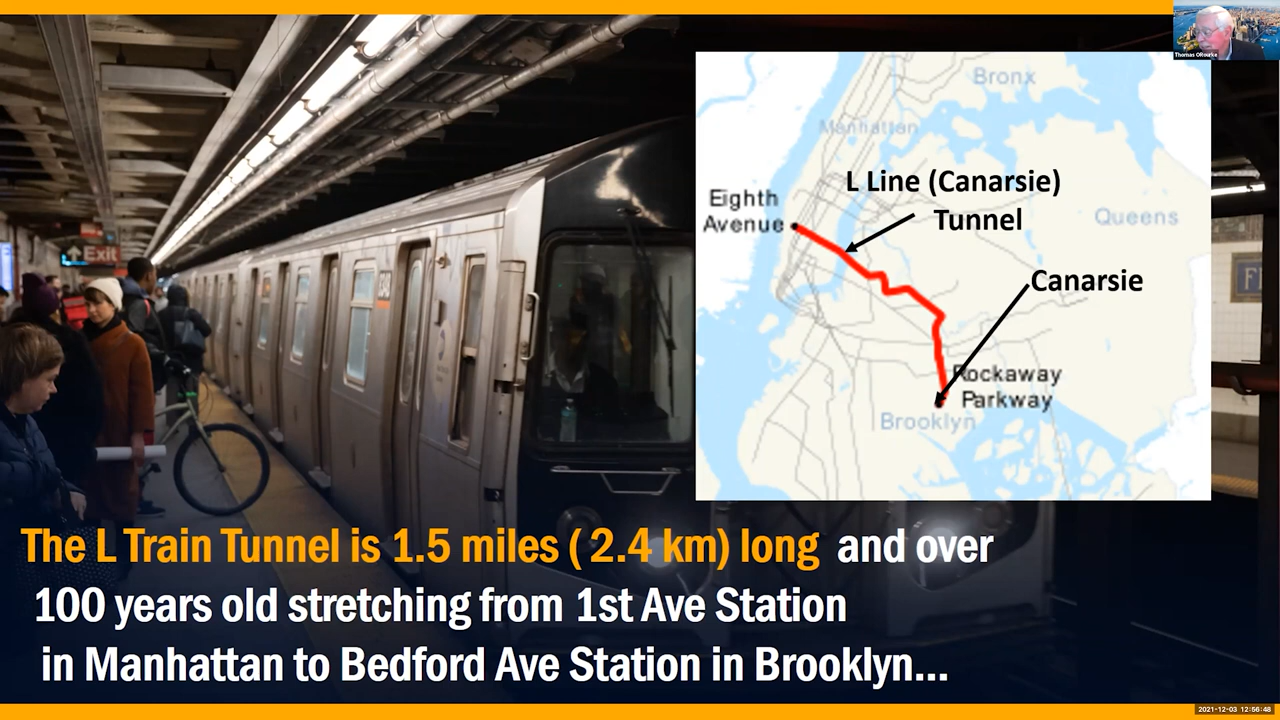 Thomas ORourke
Bronx
Manhattan
L Line (Canarsie)
Tunnel
Eighth
Avenue
Queens
Canarsie
Rockaway
Parkway
Brooklyn
Exit
The L Train Tunnel is 1.5 miles ( 2.4 km) long and over
100 years old stretching from 1st Ave Station
in Manhattan to Bedford Ave Station in Brooklyn...
2021-12-03 12:56:48